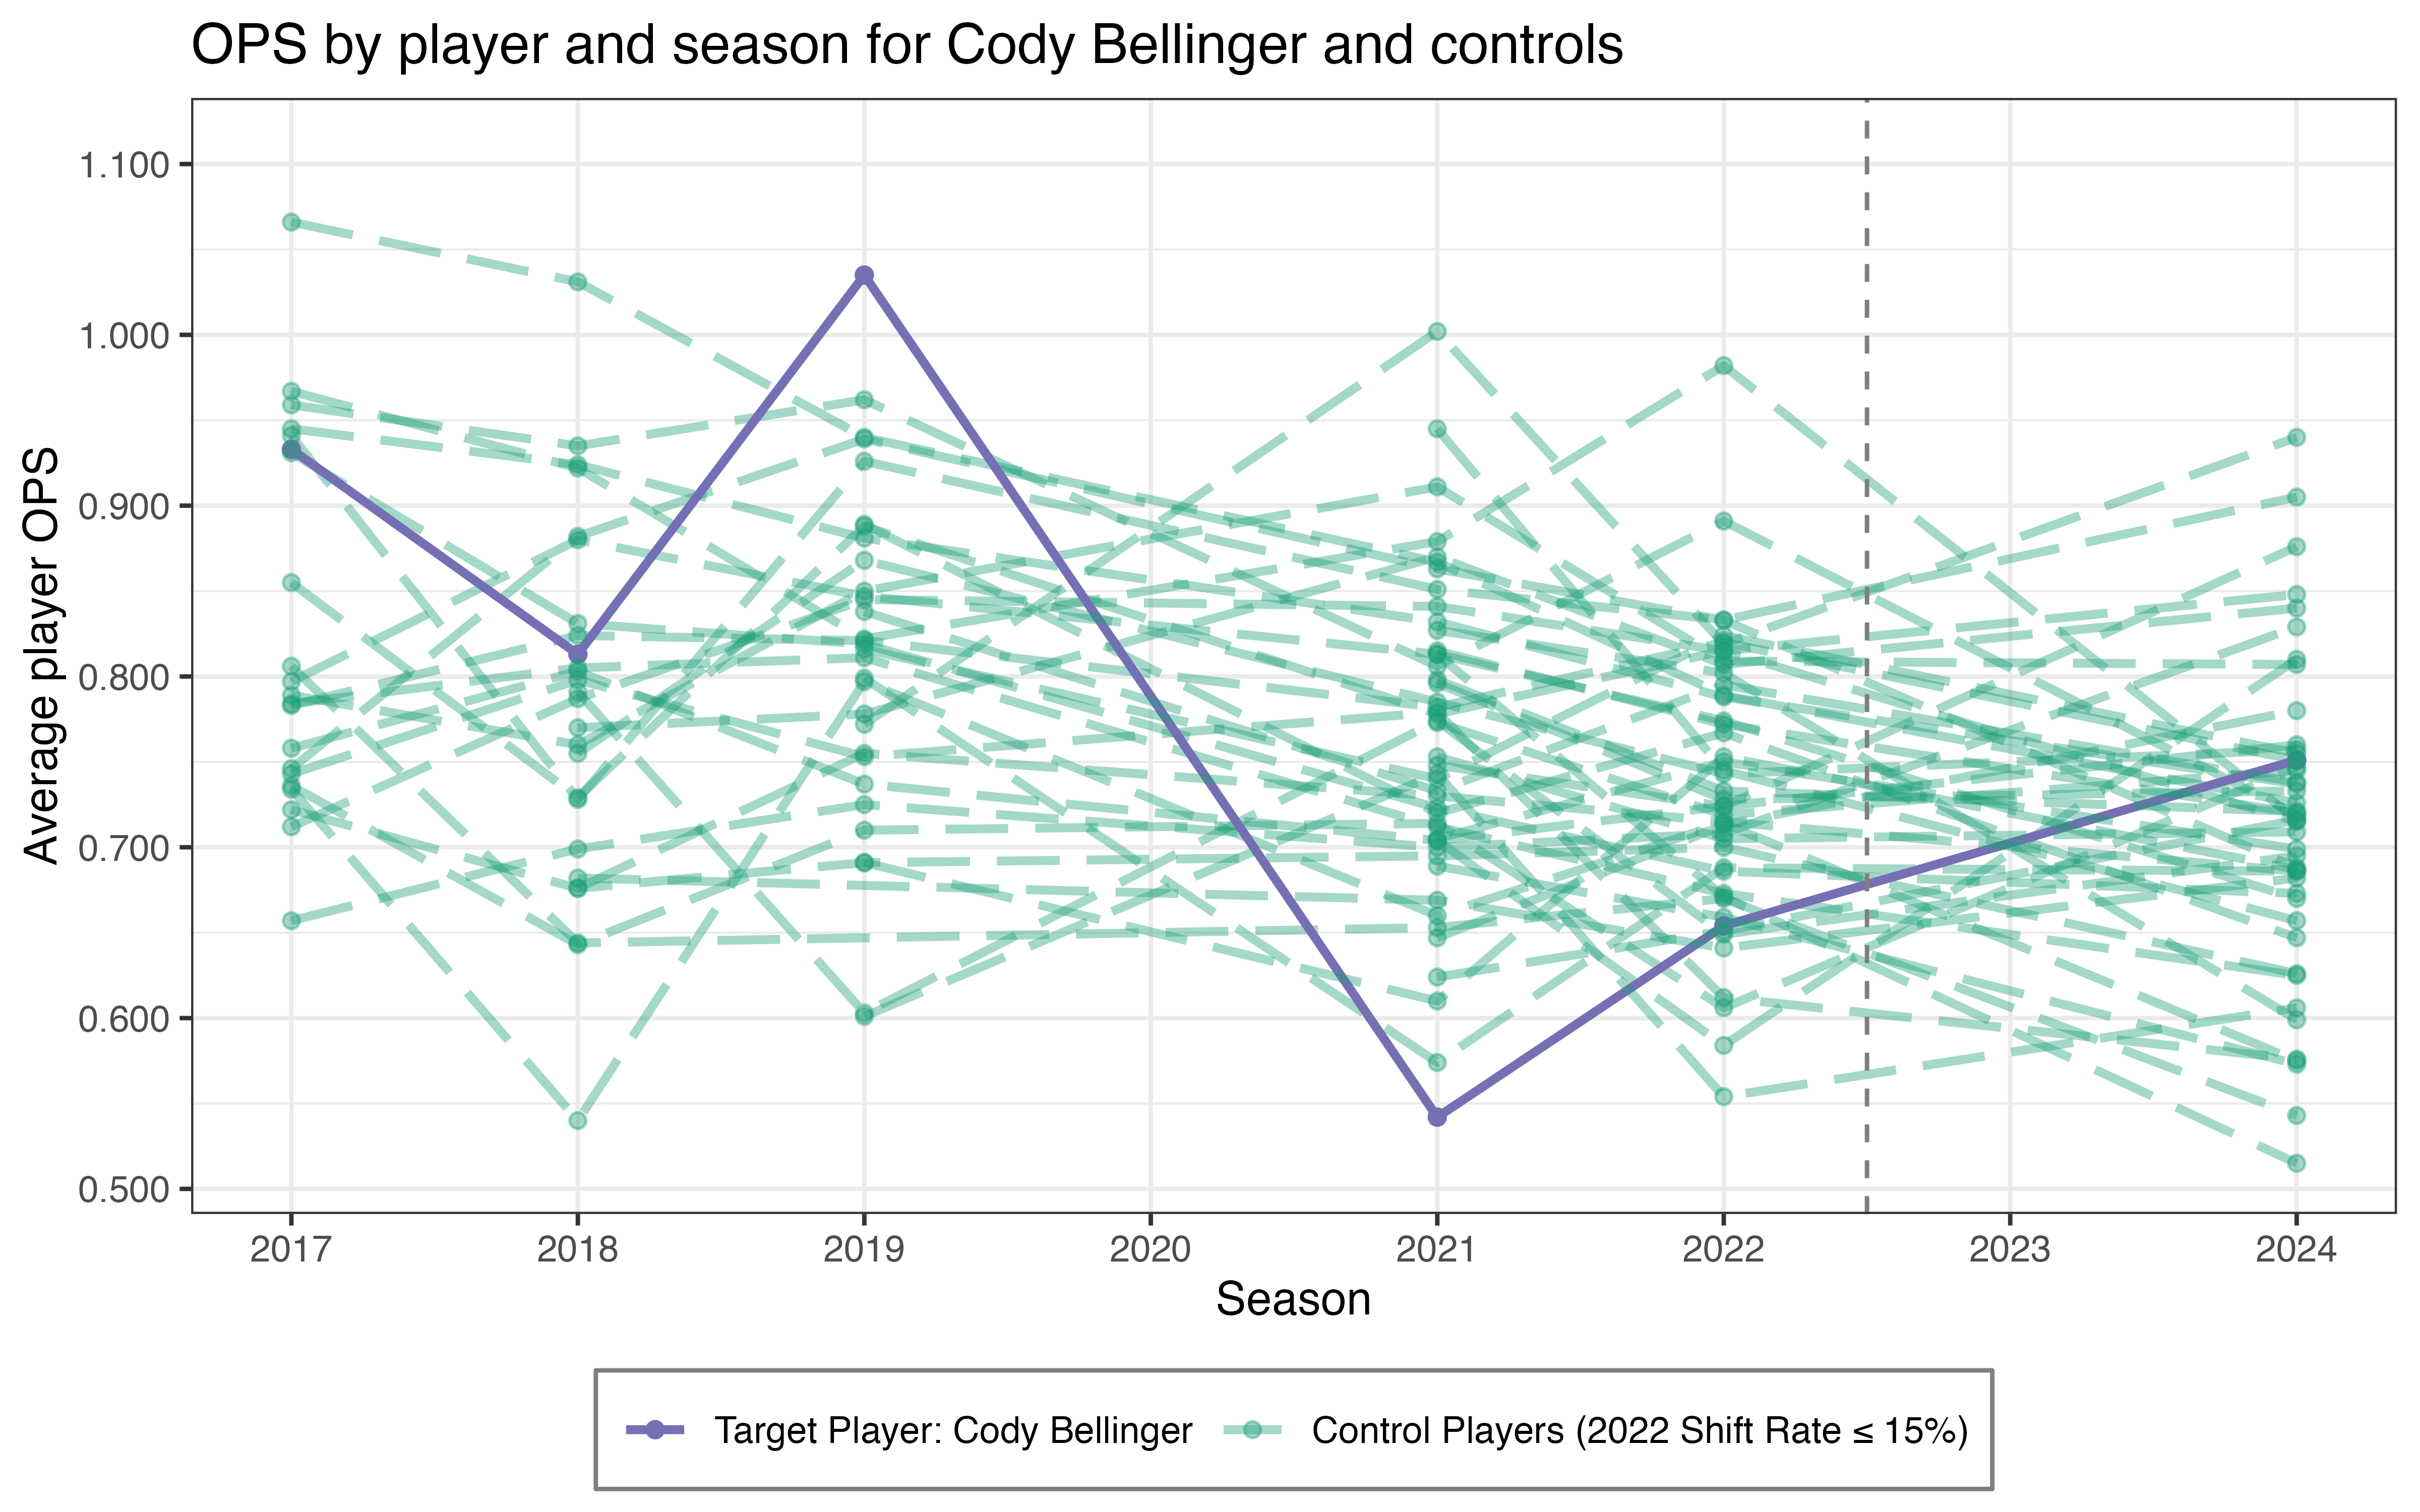 OPS by player and season for Cody Bellinger and controls
Average player OPS
1.100
1.000
0.900
0.800
0.700
0.600
0.500
2017 2018 2019 2020 2021 2022 2023 2024
Season
Target Player: Cody Bellinger Control Players (2022 Shift Rate ≤ 15%)